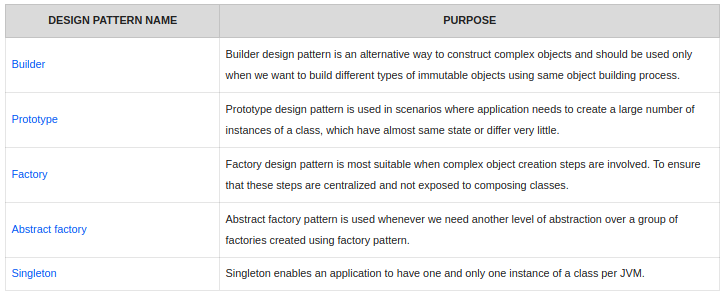 DESIGN PATTERN NAME PURPOSE
Builder
Builder design pattern is an alternative way to construct complex objects and should be used only
when we want to build different types of immutable objects using same object building process.
Prototype
Prototype design pattern is used in scenarios where application needs to create a large number of
instances of a class, which have almost same state or differ very little.
Factory
Factory design pattern is most suitable when complex object creation steps are involved. To ensure
that these steps are centralized and not exposed to composing classes.
Abstract factory
Abstract factory pattern is used whenever we need another level of abstraction over a group of
factories created using factory pattern.
Singleton
Singleton enables an application to have one and only one instance of a class per JVM.